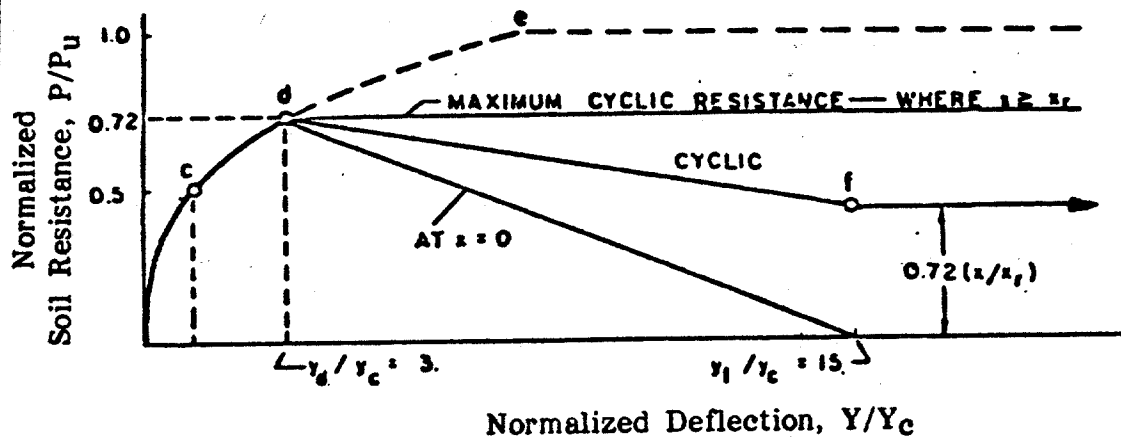 Normalized
Soil Resistance, P/Pu
1.0
0.72
0.5
c
d
e
f
MAXIMUM CYCLIC RESISTANCE — WHERE x ≥ xr
CYCLIC
AT x = 0
0.72(x/xr)
yd / yc = 3.
y1 / yc = 15.
Normalized Deflection, Y/Yc